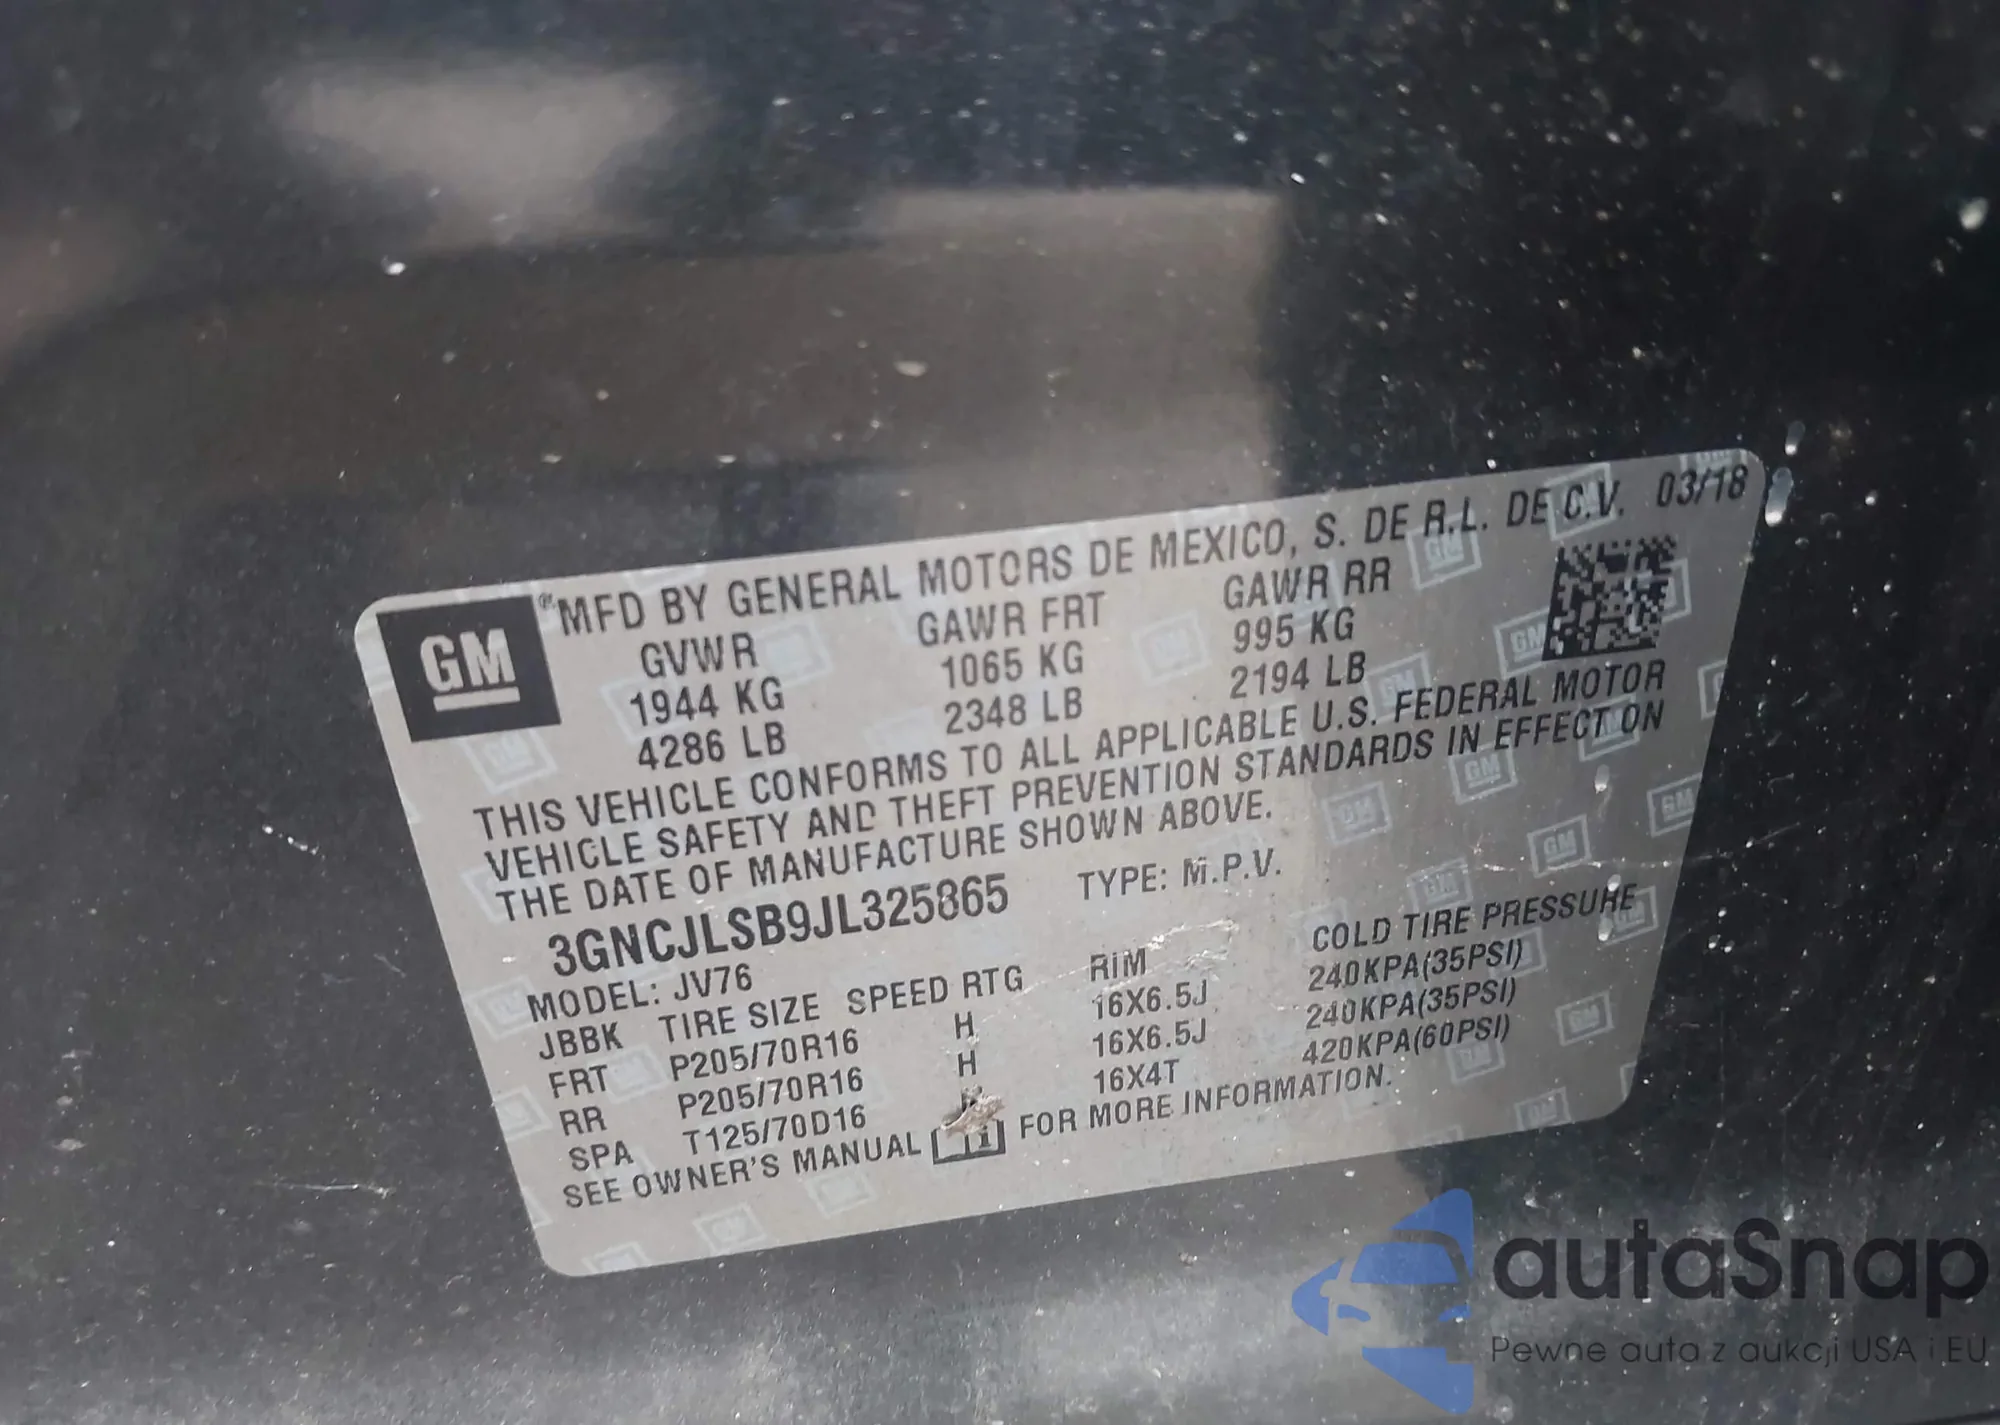 GM
®MFD BY GENERAL MOTORS DE MEXICO, S. DE R.L. DE C.V. 03/18
GVWR GAWR FRT GAWR RR
1944 KG 1065 KG 995 KG
4286 LB 2348 LB 2194 LB
THIS VEHICLE CONFORMS TO ALL APPLICABLE U.S. FEDERAL MOTOR
VEHICLE SAFETY AND THEFT PREVENTION STANDARDS IN EFFECT ON
THE DATE OF MANUFACTURE SHOWN ABOVE.
3GNCJLSB9JL325865 TYPE: M.P.V.
MODEL: JV76
JBBK TIRE SIZE SPEED RTG RIM COLD TIRE PRESSURE
FRT P205/70R16 H 16X6.5J 240KPA(35PSI)
RR P205/70R16 H 16X6.5J 240KPA(35PSI)
SPA T125/70D16 16X4T 420KPA(60PSI)
SEE OWNER'S MANUAL FOR MORE INFORMATION.
autaSnap
Pewne auta z aukcji USA i EU